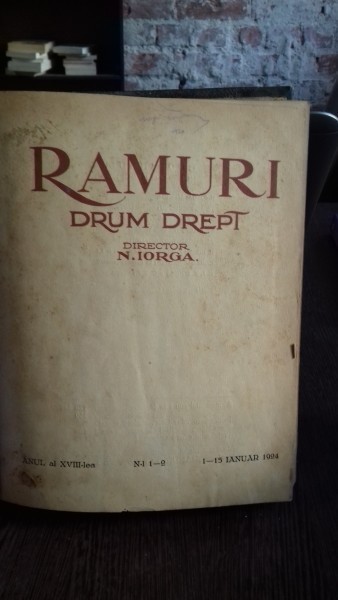 RAMURI
DRUM DREPT
DIRECTOR
N. IORGA.
ANUL al XVIII-lea N-l 1—2 1—15 IANUAR 1924